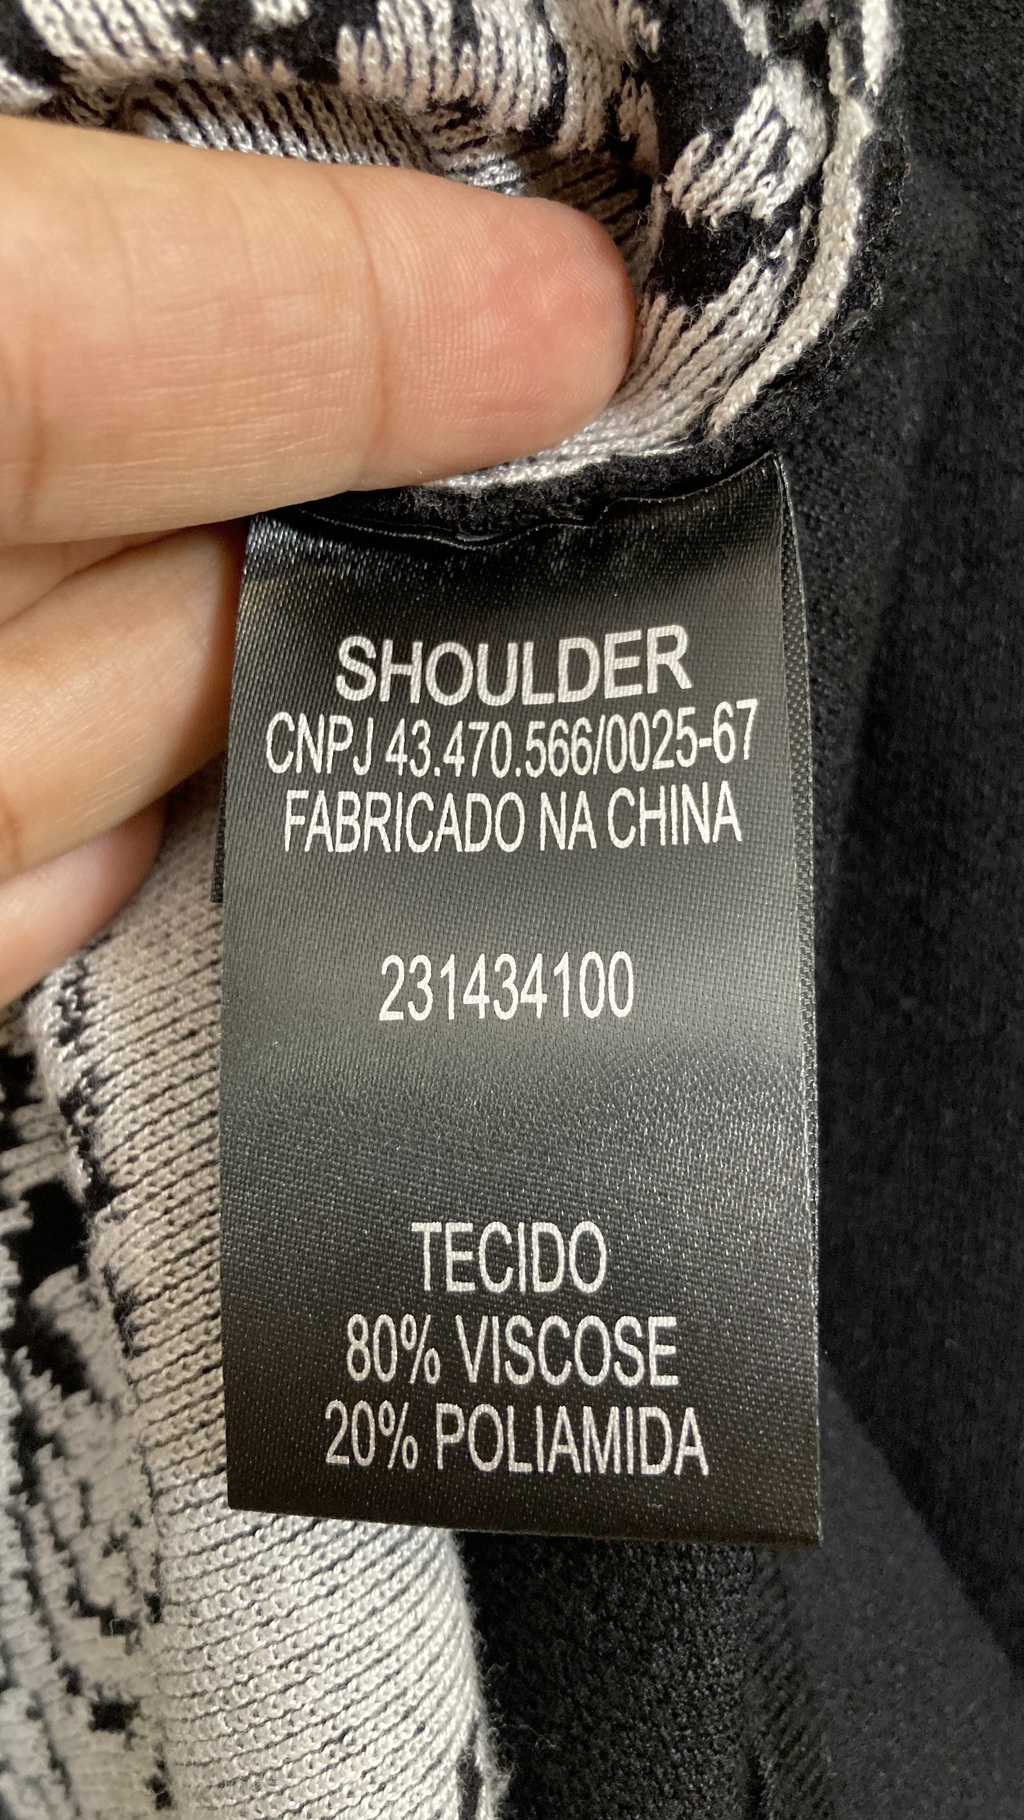 SHOULDER
CNPJ 43.470.566/0025-67
FABRICADO NA CHINA
231434100
TECIDO
80% VISCOSE
20% POLIAMIDA